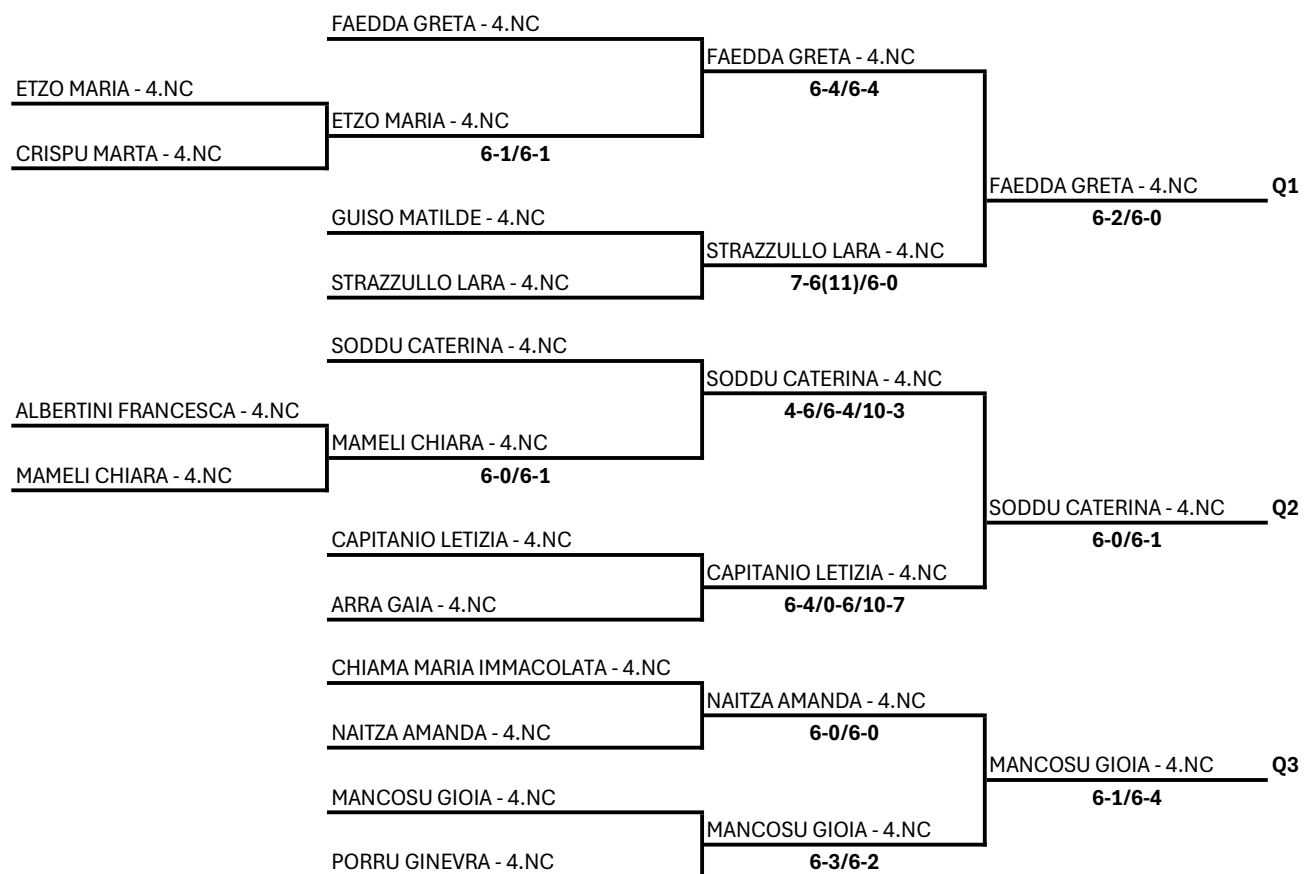 FAEDDA GRETA - 4.NC
FAEDDA GRETA - 4.NC
ETZO MARIA - 4.NC
6-4/6-4
ETZO MARIA - 4.NC
CRISPU MARTA - 4.NC
6-1/6-1
FAEDDA GRETA - 4.NC
Q1
GUISO MATILDE - 4.NC
6-2/6-0
STRAZZULLO LARA - 4.NC
STRAZZULLO LARA - 4.NC
7-6(11)/6-0
SODDU CATERINA - 4.NC
SODDU CATERINA - 4.NC
ALBERTINI FRANCESCA - 4.NC
4-6/6-4/10-3
MAMELI CHIARA - 4.NC
MAMELI CHIARA - 4.NC
6-0/6-1
SODDU CATERINA - 4.NC
Q2
CAPITANIO LETIZIA - 4.NC
6-0/6-1
CAPITANIO LETIZIA - 4.NC
ARRA GAIA - 4.NC
6-4/0-6/10-7
CHIAMA MARIA IMMACOLATA - 4.NC
NAITZA AMANDA - 4.NC
NAITZA AMANDA - 4.NC
6-0/6-0
MANCOSU GIOIA - 4.NC
Q3
MANCOSU GIOIA - 4.NC
6-1/6-4
MANCOSU GIOIA - 4.NC
PORRU GINEVRA - 4.NC
6-3/6-2